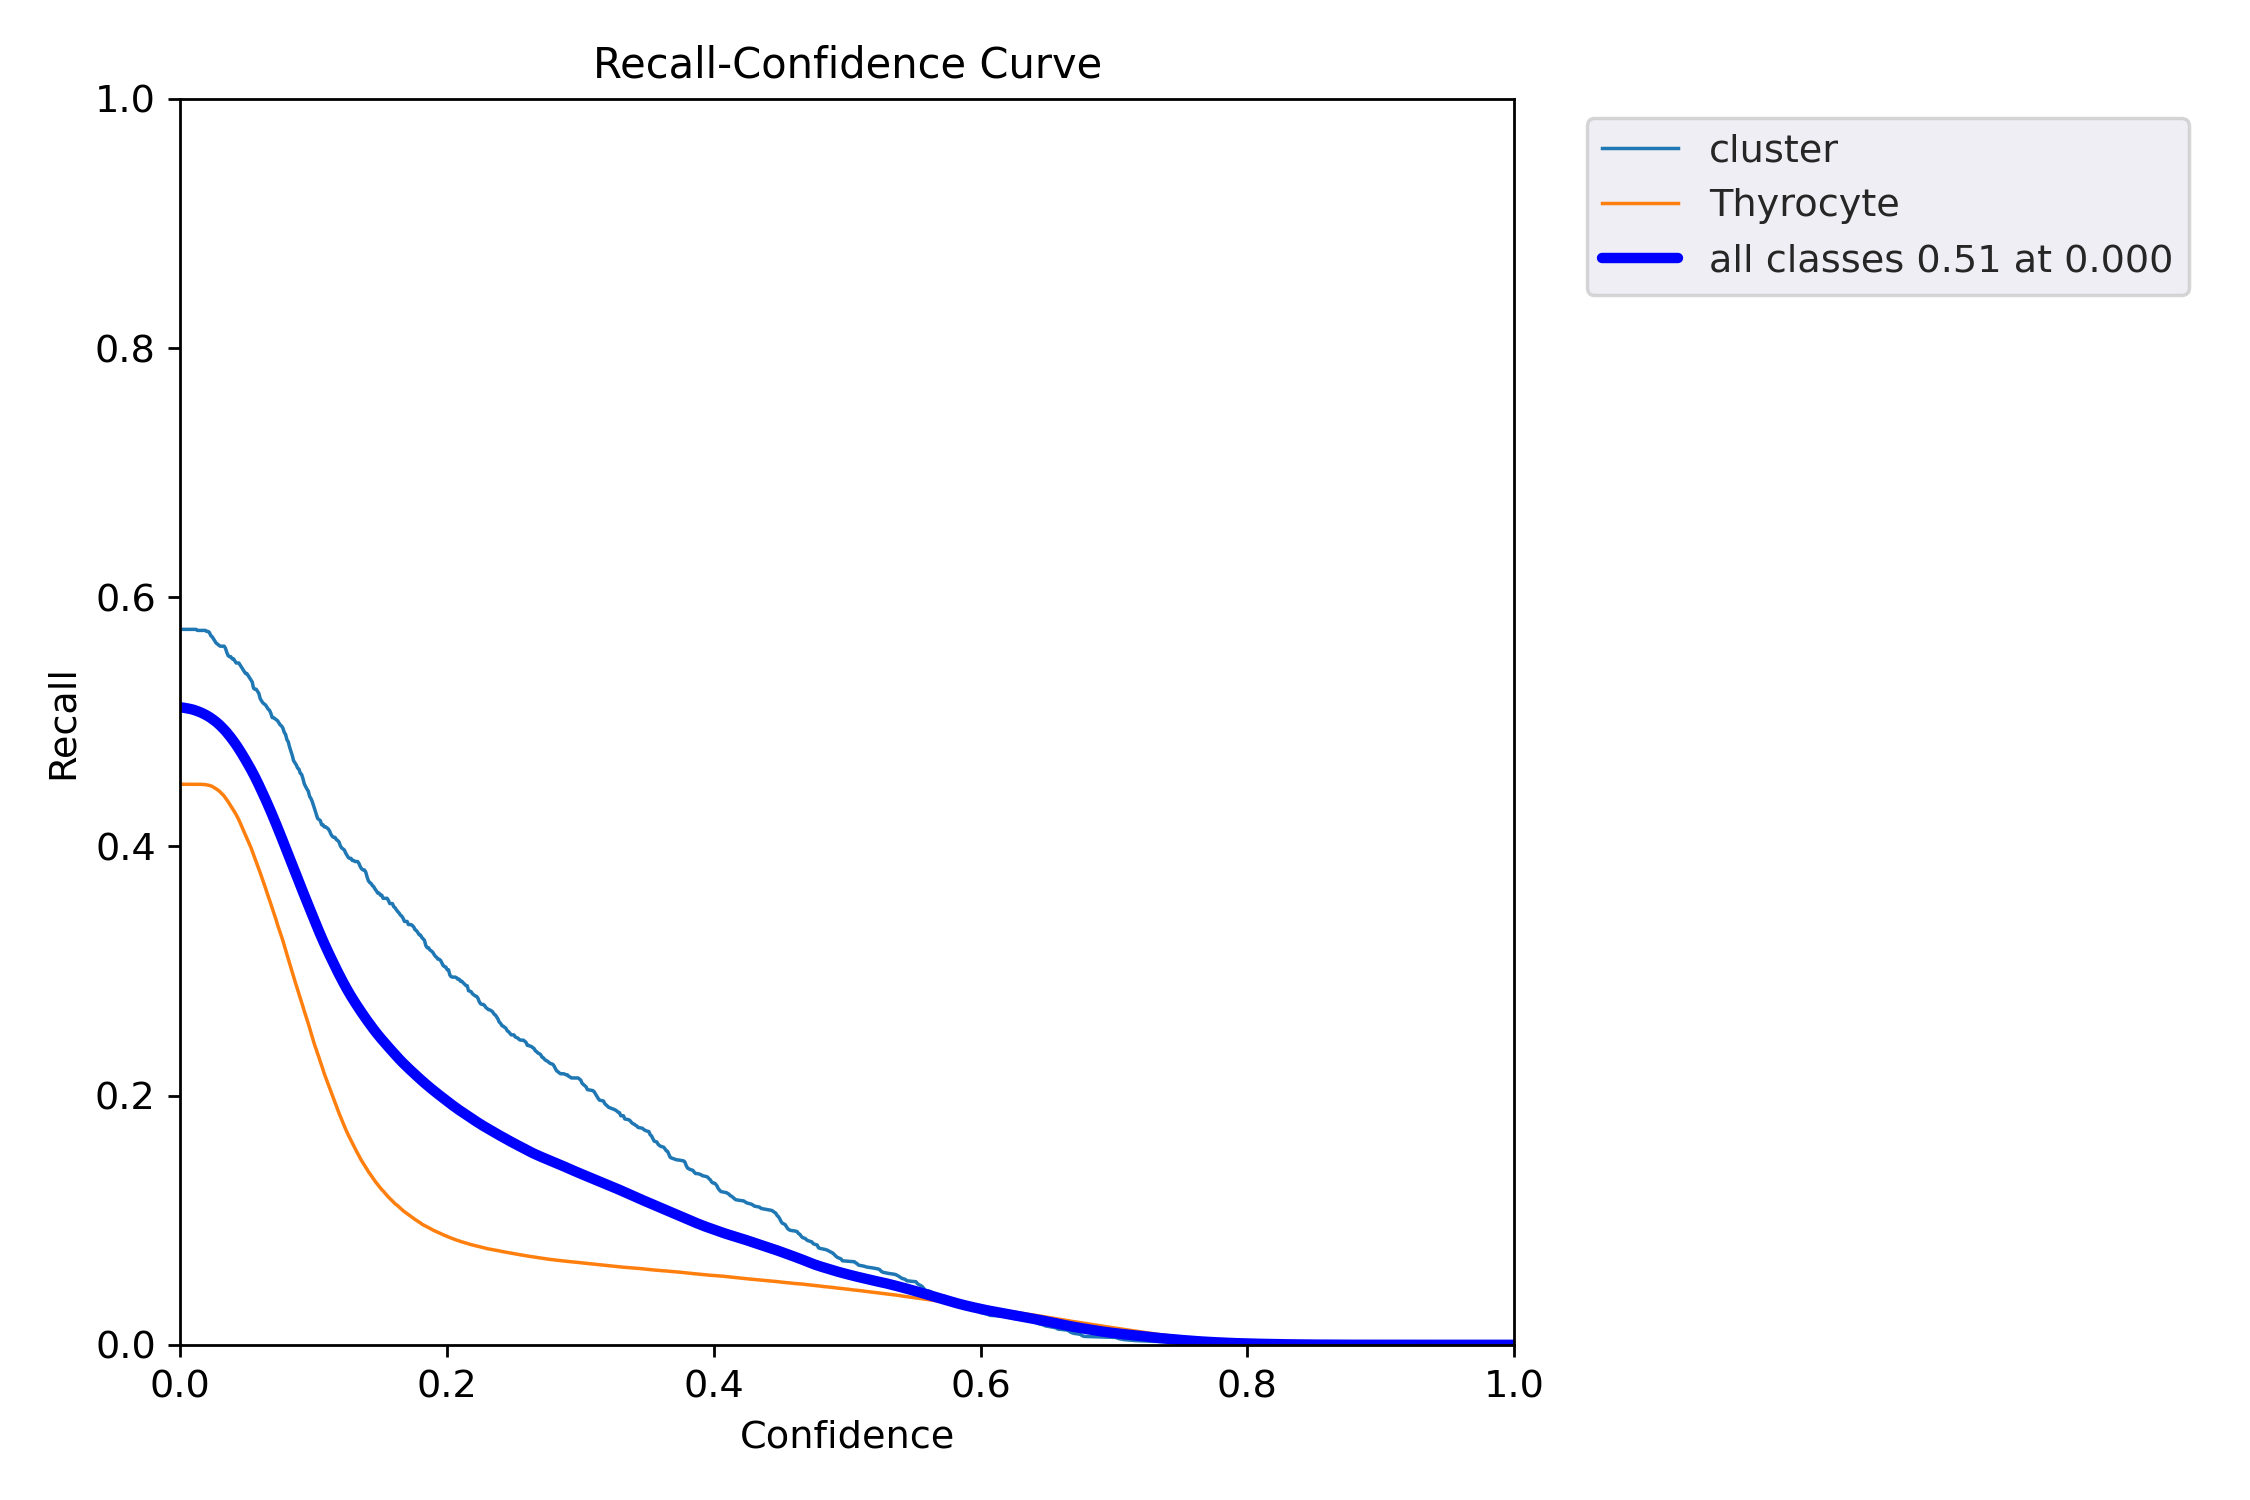 Recall-Confidence Curve
1.0
0.8
0.6
0.4
0.2
0.0
Recall
0.0 0.2 0.4 0.6 0.8 1.0
Confidence
cluster
Thyrocyte
all classes 0.51 at 0.000